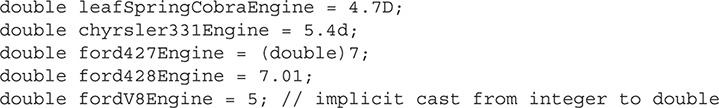 double leafSpringCobraEngine = 4.7D;
double chyrsler331Engine = 5.4d;
double ford427Engine = (double)7;
double ford428Engine = 7.01;
double fordV8Engine = 5; // implicit cast from integer to double